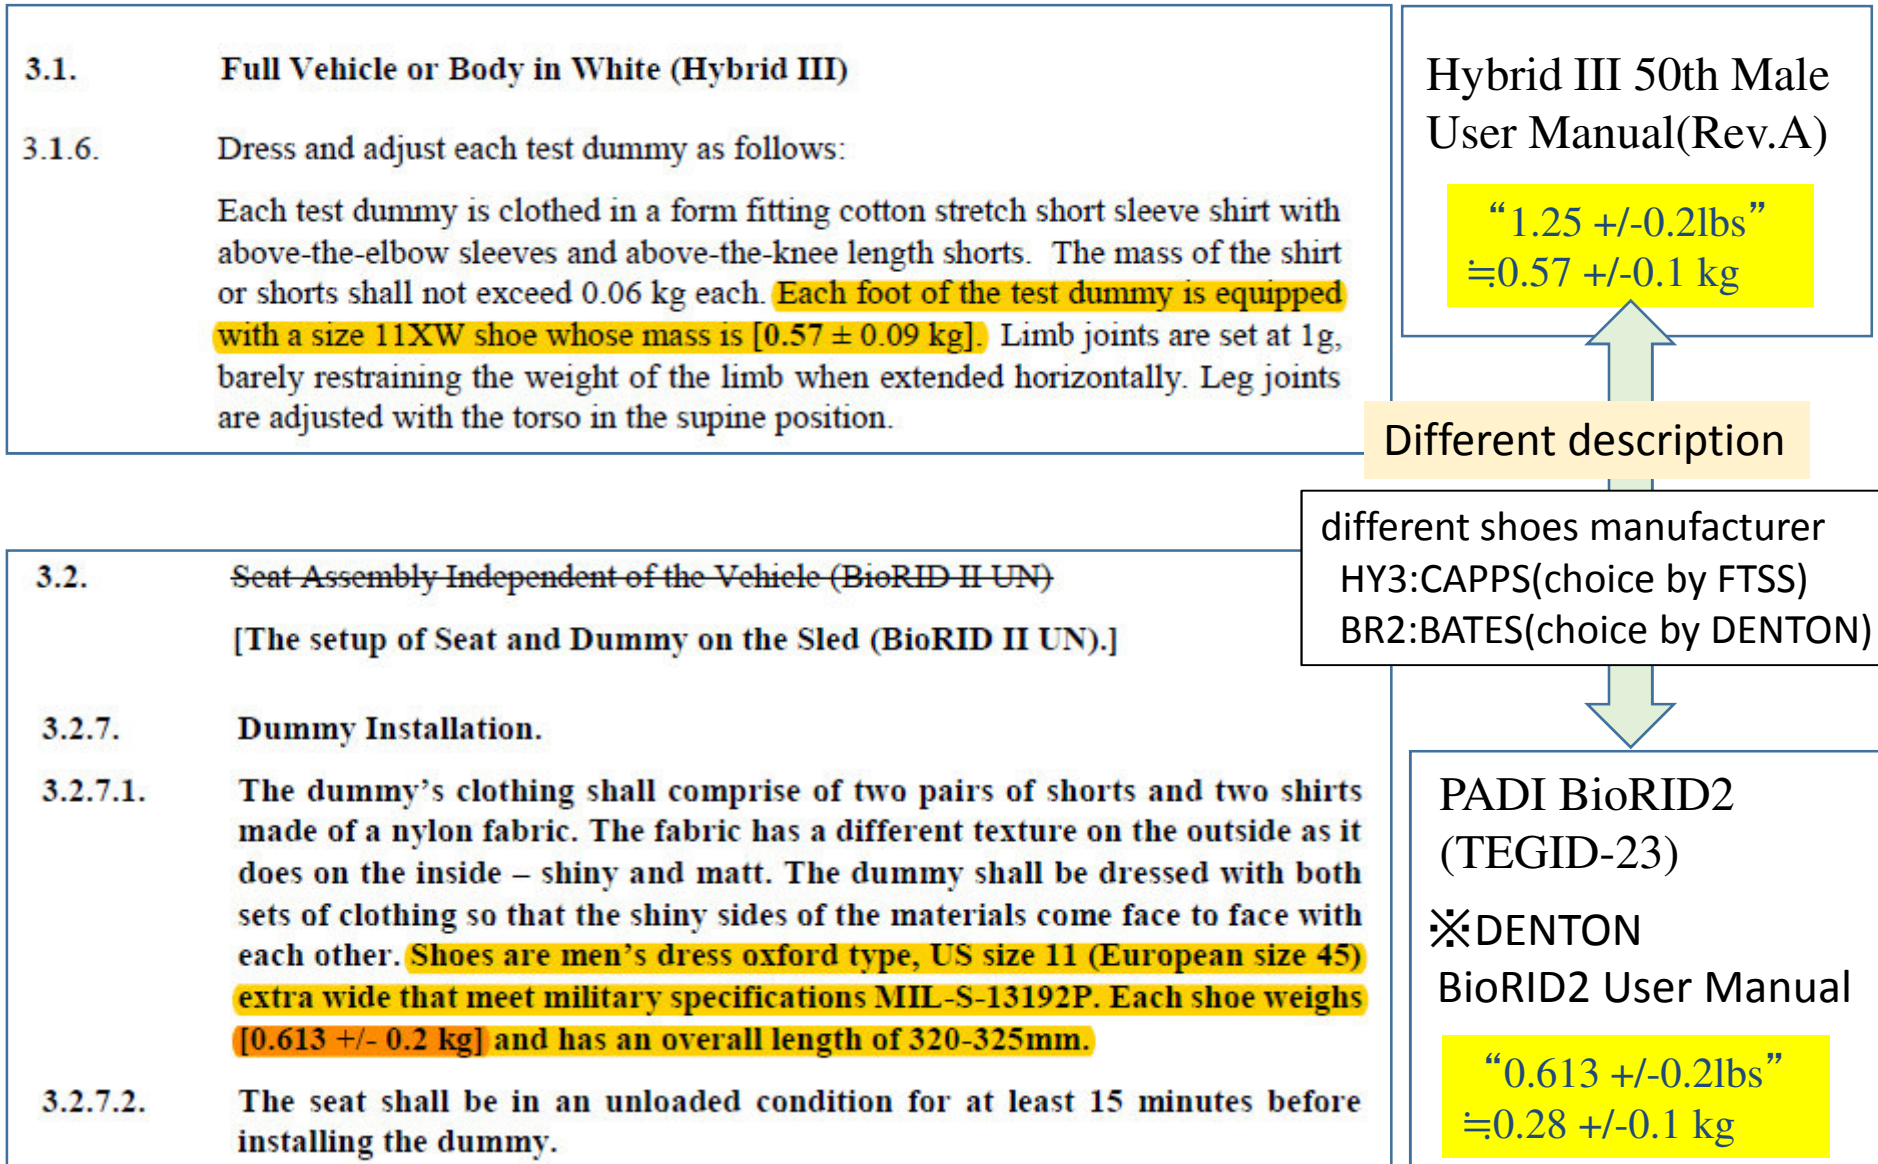 3.1. Full Vehicle or Body in White (Hybrid III)
3.1.6. Dress and adjust each test dummy as follows:
Each test dummy is clothed in a form fitting cotton stretch short sleeve shirt with
above-the-elbow sleeves and above-the-knee length shorts. The mass of the shirt
or shorts shall not exceed 0.06 kg each. Each foot of the test dummy is equipped
with a size 11XW shoe whose mass is [0.57 ± 0.09 kg]. Limb joints are set at 1g,
barely restraining the weight of the limb when extended horizontally. Leg joints
are adjusted with the torso in the supine position.
Hybrid III 50th Male
User Manual(Rev.A)
“1.25 +/-0.2lbs”
≒0.57 +/-0.1 kg
Different description
different shoes manufacturer
HY3:CAPPS(choice by FTSS)
BR2:BATES(choice by DENTON)
3.2. Seat Assembly Independent of the Vehicle (BioRID II UN)
[The setup of Seat and Dummy on the Sled (BioRID II UN).]
3.2.7. Dummy Installation.
3.2.7.1. The dummy’s clothing shall comprise of two pairs of shorts and two shirts
made of a nylon fabric. The fabric has a different texture on the outside as it
does on the inside – shiny and matt. The dummy shall be dressed with both
sets of clothing so that the shiny sides of the materials come face to face with
each other. Shoes are men’s dress oxford type, US size 11 (European size 45)
extra wide that meet military specifications MIL-S-13192P. Each shoe weighs
[0.613 +/- 0.2 kg] and has an overall length of 320-325mm.
3.2.7.2. The seat shall be in an unloaded condition for at least 15 minutes before
installing the dummy.
PADI BioRID2
(TEGID-23)
※DENTON
BioRID2 User Manual
“0.613 +/-0.2lbs”
≒0.28 +/-0.1 kg